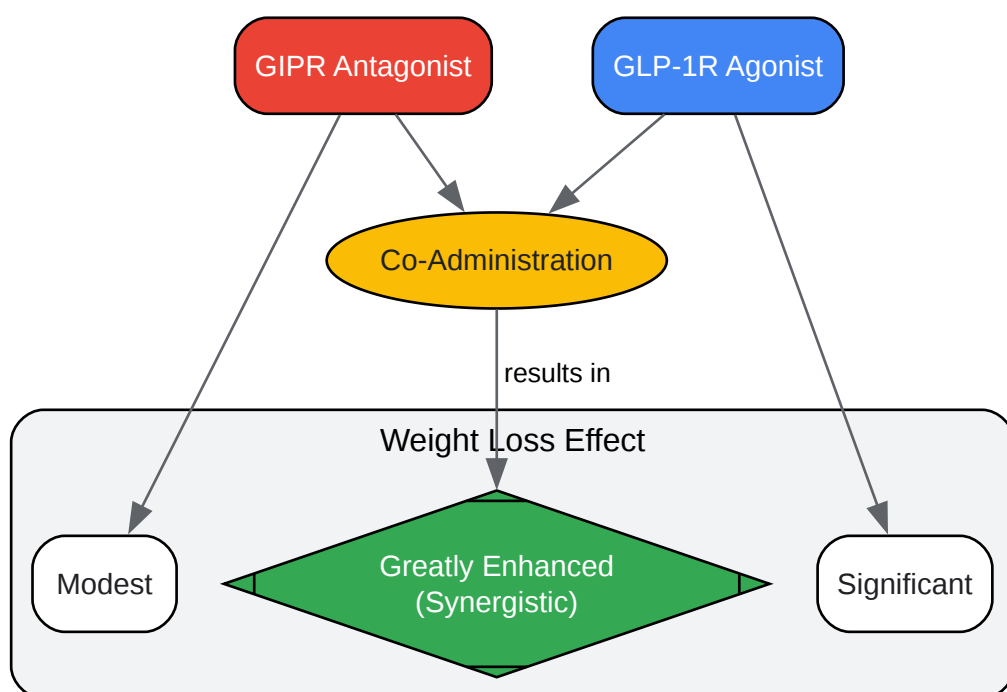 GIPR Antagonist
GLP-1R Agonist
Co-Administration
results in
Weight Loss Effect
Modest
Greatly Enhanced
(Synergistic)
Significant